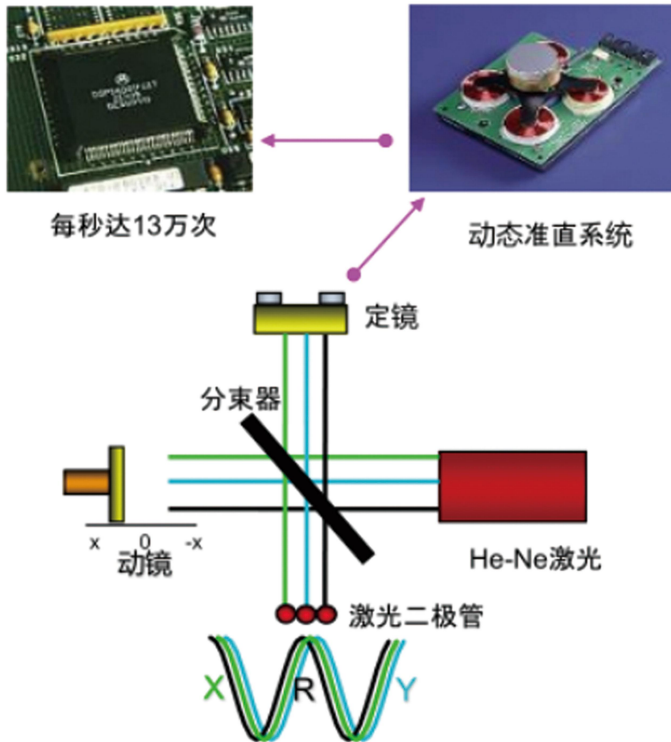 每秒达13万次
动态准直系统
定镜
分束器
x 0 -x
动镜
He-Ne激光
激光二极管
X R Y